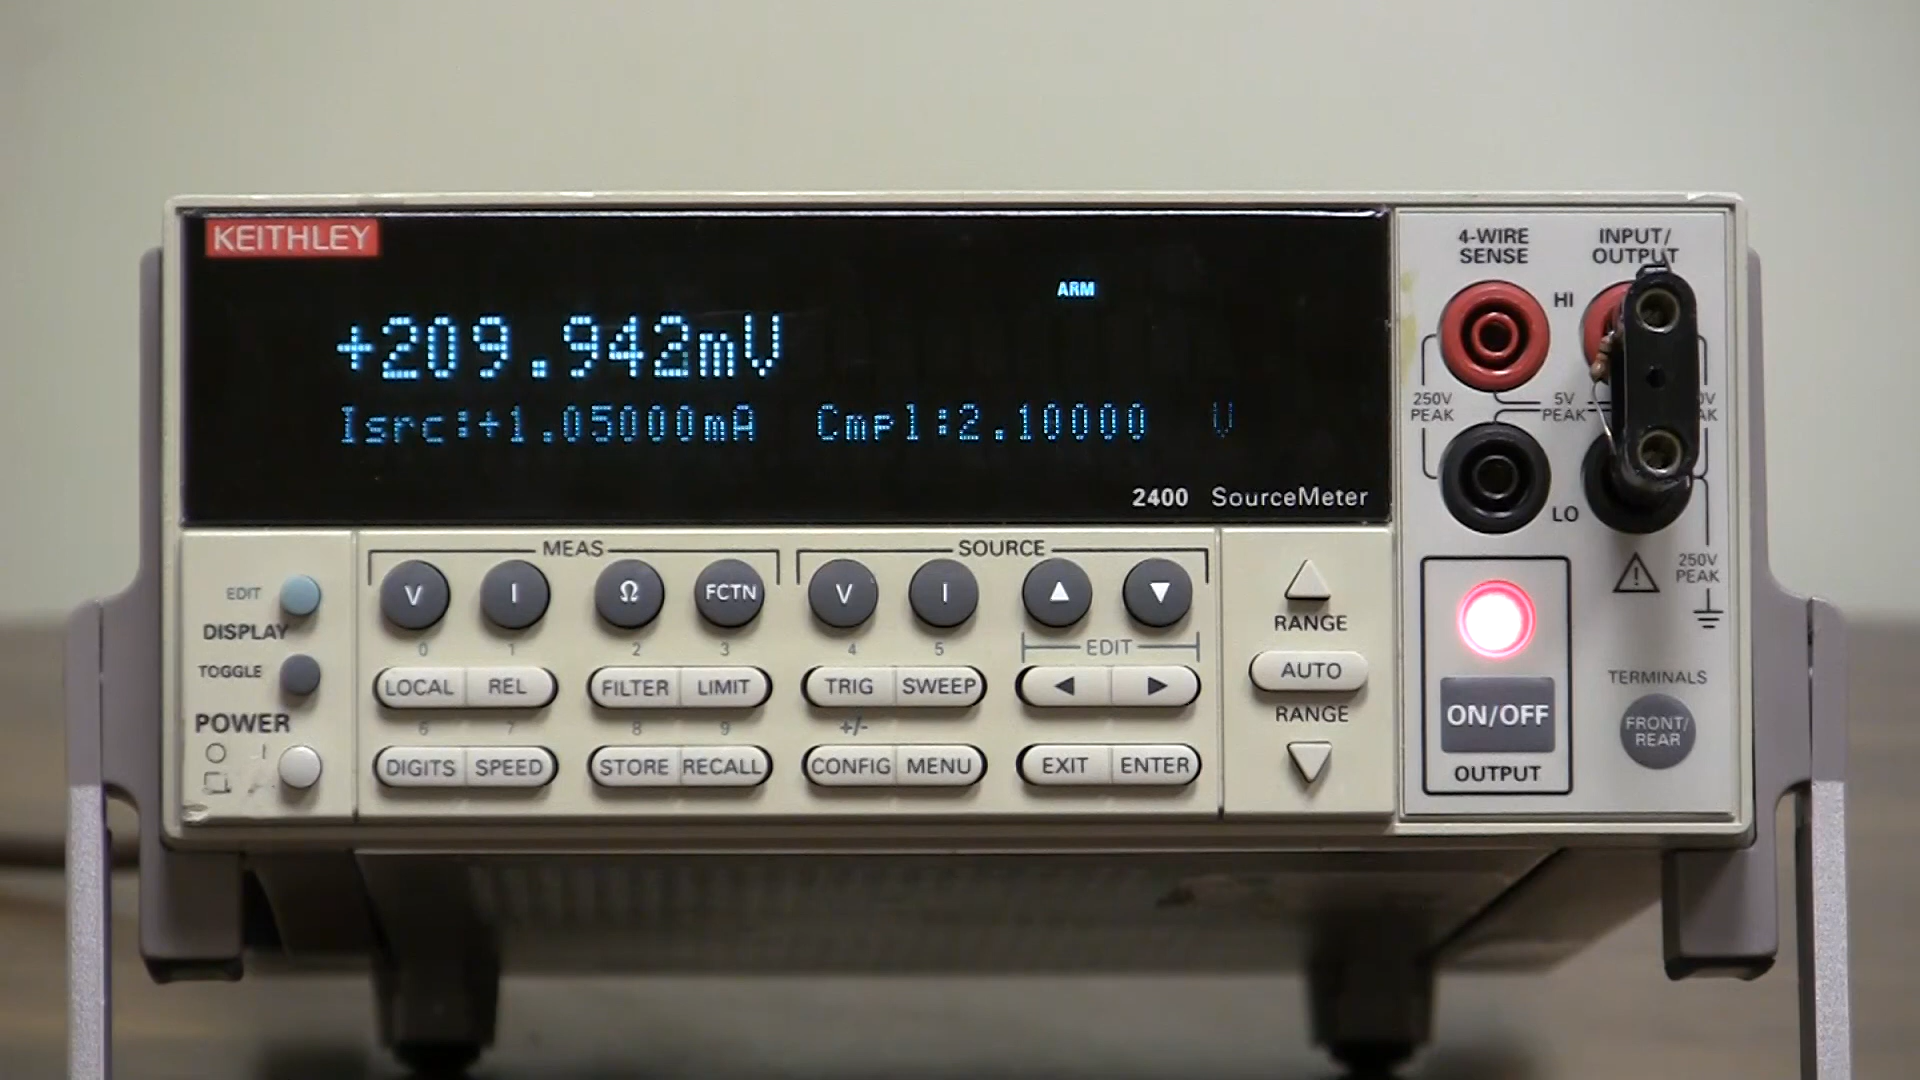 KEITHLEY
ARM
+209.942mV
Isrc:+1.05000mA Cmpl:2.10000 V
2400 SourceMeter
4-WIRE
SENSE
INPUT/
OUTPUT
HI
250V
PEAK
5V
PEAK
LO
250V
PEAK
MEAS
SOURCE
EDIT
DISPLAY
TOGGLE
POWER
V I Ω FCTN V I
0 1 2 3 4 5
EDIT
LOCAL REL FILTER LIMIT TRIG SWEEP
6 7 8 9 +/-
DIGITS SPEED STORE RECALL CONFIG MENU EXIT ENTER
RANGE
AUTO
RANGE
ON/OFF
OUTPUT
TERMINALS
FRONT/
REAR